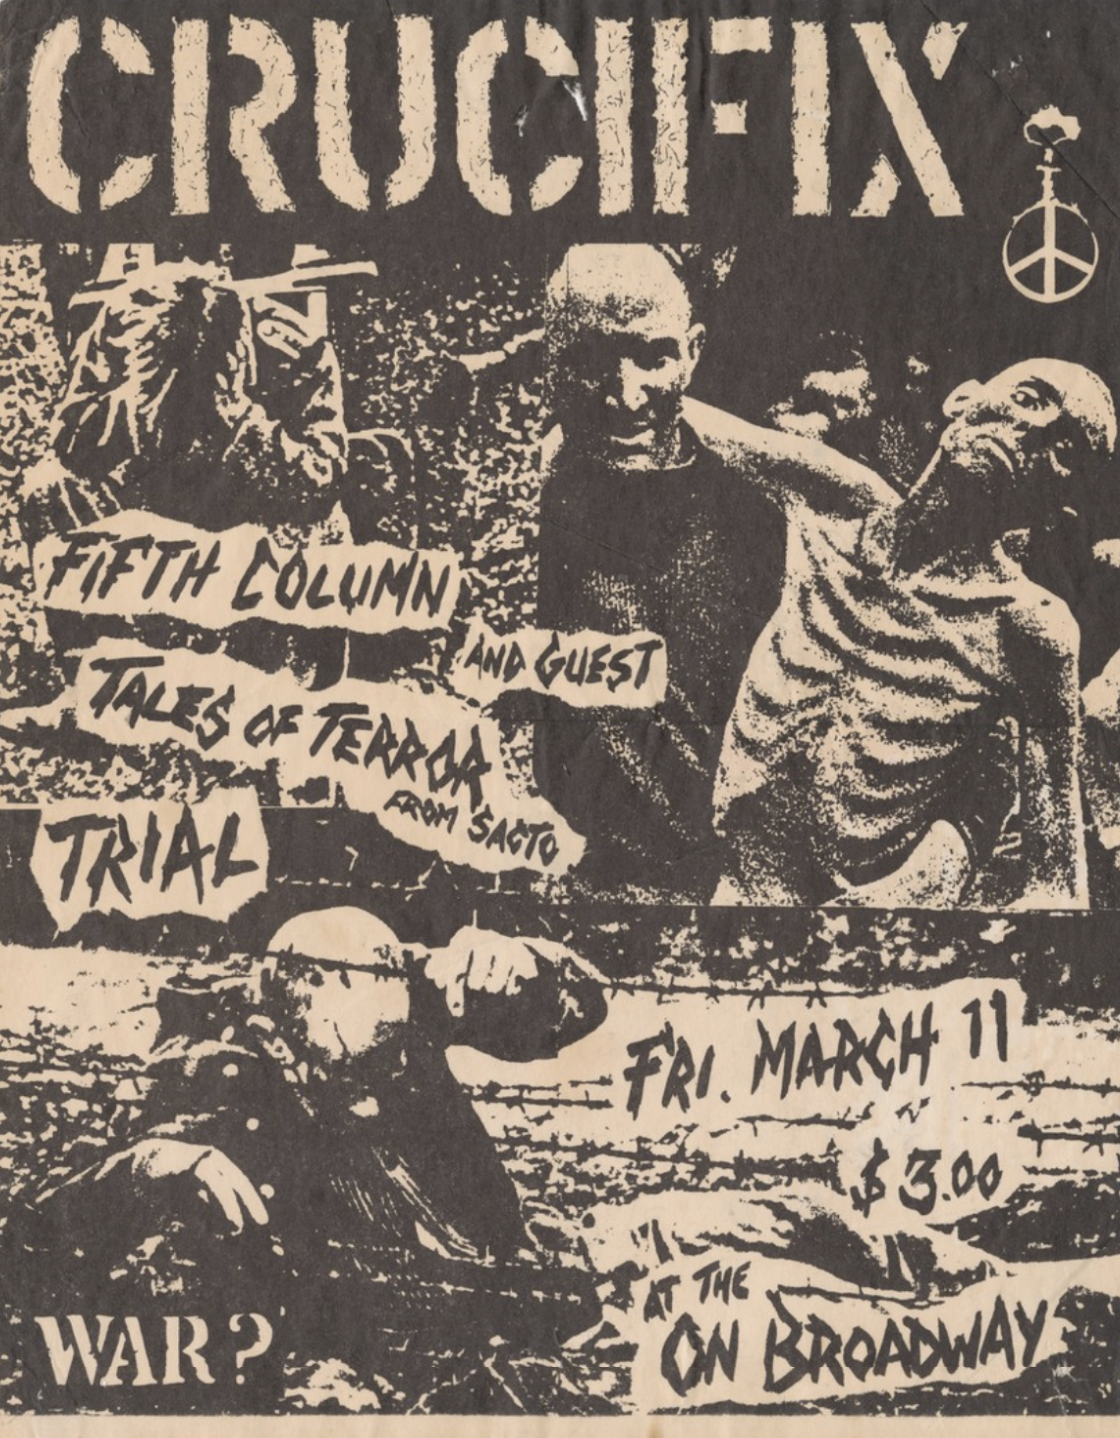 CRUCIFIX
FIFTH COLUMN
AND GUEST
TALES OF TERROR
FROM SACTO
TRIAL
FRI. MARCH 11
$3.00
AT THE
ON BROADWAY
WAR?